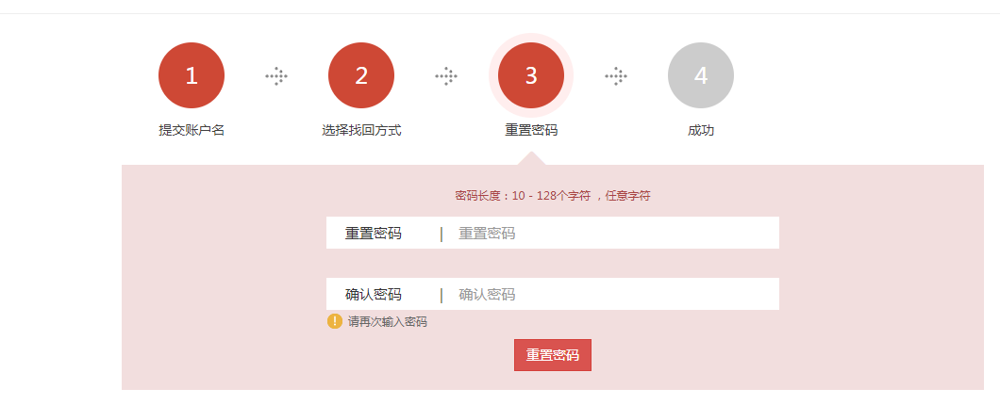 1 2 3 4
提交账户名 选择找回方式 重置密码 成功
密码长度：10 - 128个字符 ，任意字符
重置密码 | 重置密码
确认密码 | 确认密码
! 请再次输入密码
重置密码